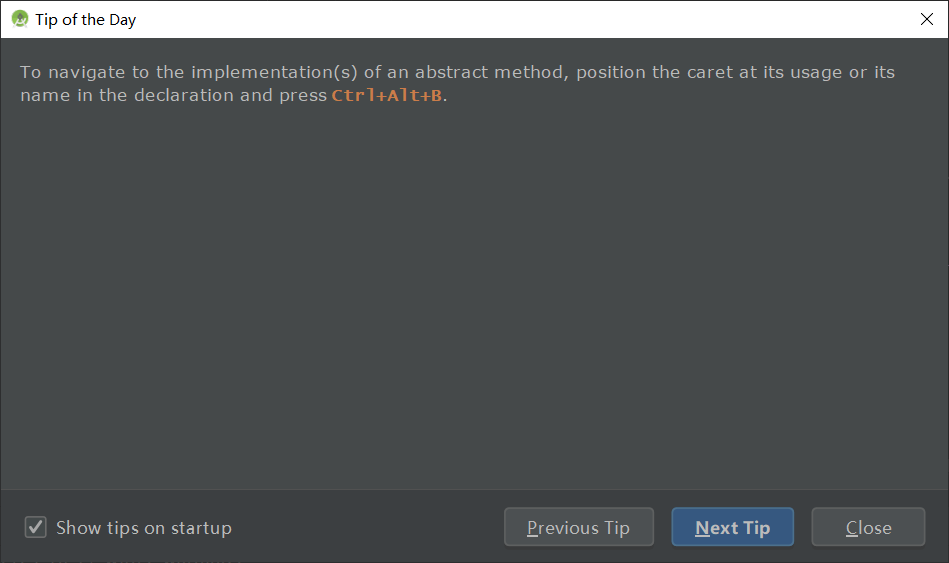 Tip of the Day
To navigate to the implementation(s) of an abstract method, position the caret at its usage or its
name in the declaration and press Ctrl+Alt+B.
Show tips on startup
Previous Tip
Next Tip
Close